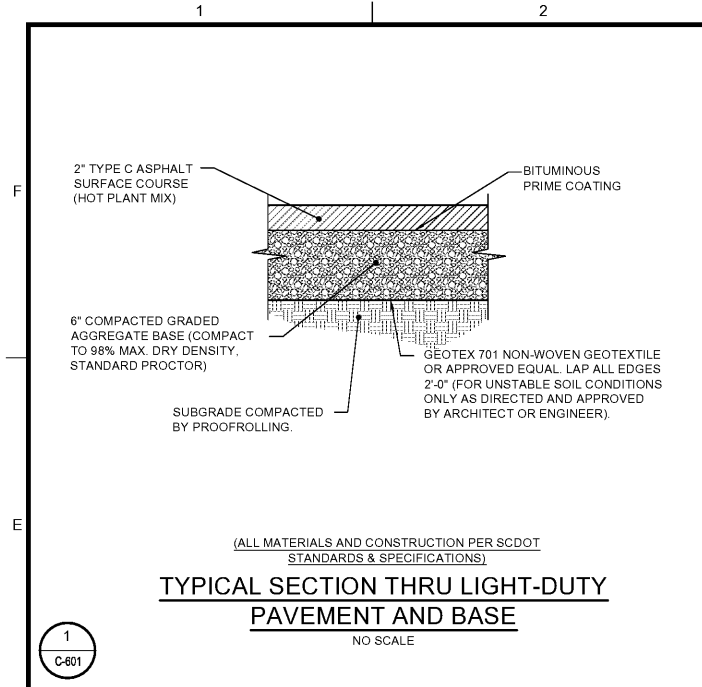 1
2
F
2" TYPE C ASPHALT
SURFACE COURSE
(HOT PLANT MIX)
BITUMINOUS
PRIME COATING
6" COMPACTED GRADED
AGGREGATE BASE (COMPACT
TO 98% MAX. DRY DENSITY,
STANDARD PROCTOR)
GEOTEX 701 NON-WOVEN GEOTEXTILE
OR APPROVED EQUAL. LAP ALL EDGES
2'-0" (FOR UNSTABLE SOIL CONDITIONS
ONLY AS DIRECTED AND APPROVED
BY ARCHITECT OR ENGINEER).
SUBGRADE COMPACTED
BY PROOFROLLING.
E
(ALL MATERIALS AND CONSTRUCTION PER SCDOT
STANDARDS & SPECIFICATIONS)
TYPICAL SECTION THRU LIGHT-DUTY
PAVEMENT AND BASE
NO SCALE
1
C-601